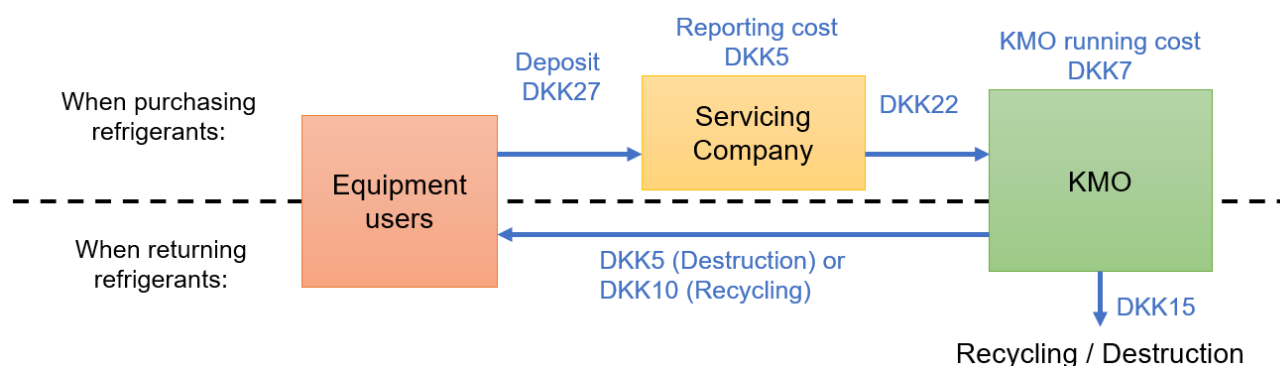 When purchasing
refrigerants:
Deposit
DKK27
Reporting cost
DKK5
KMO running cost
DKK7
DKK22
Equipment
users
Servicing
Company
KMO
When returning
refrigerants:
DKK5 (Destruction) or
DKK10 (Recycling)
DKK15
Recycling / Destruction